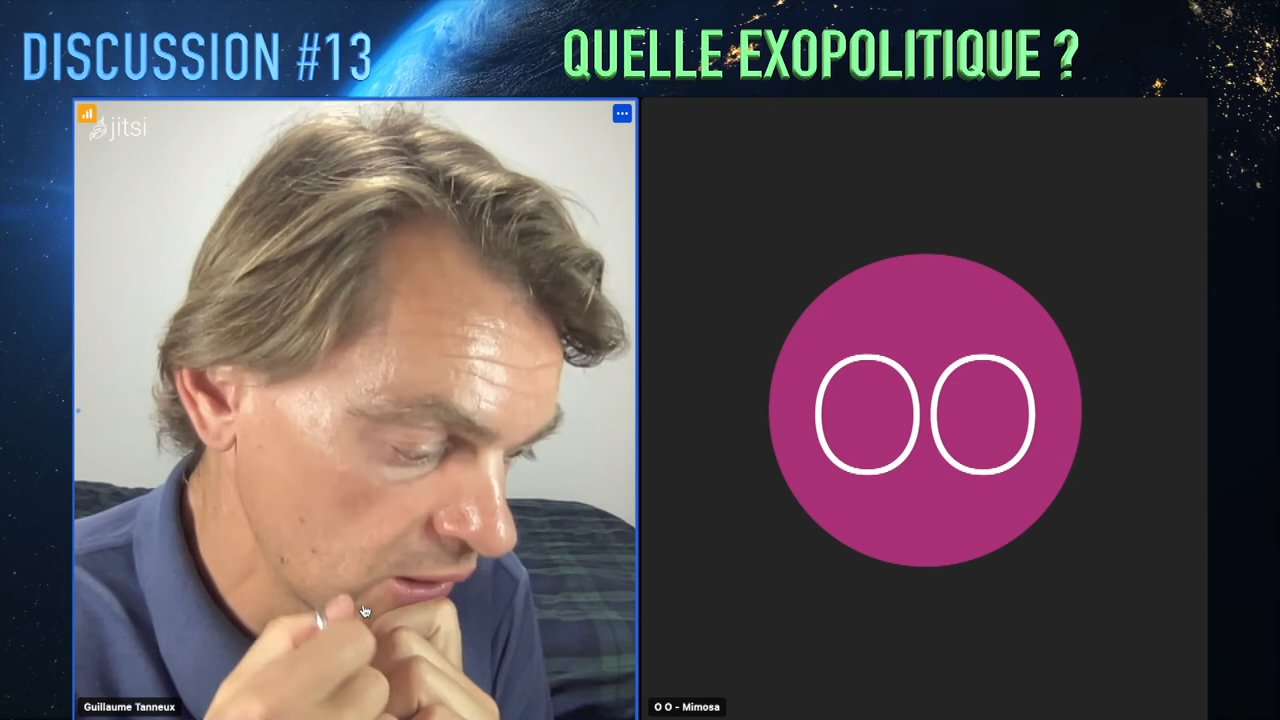 DISCUSSION #13
QUELLE EXOPOLITIQUE ?
jitsi
OO
Guillaume Tanneux
O O - Mimosa